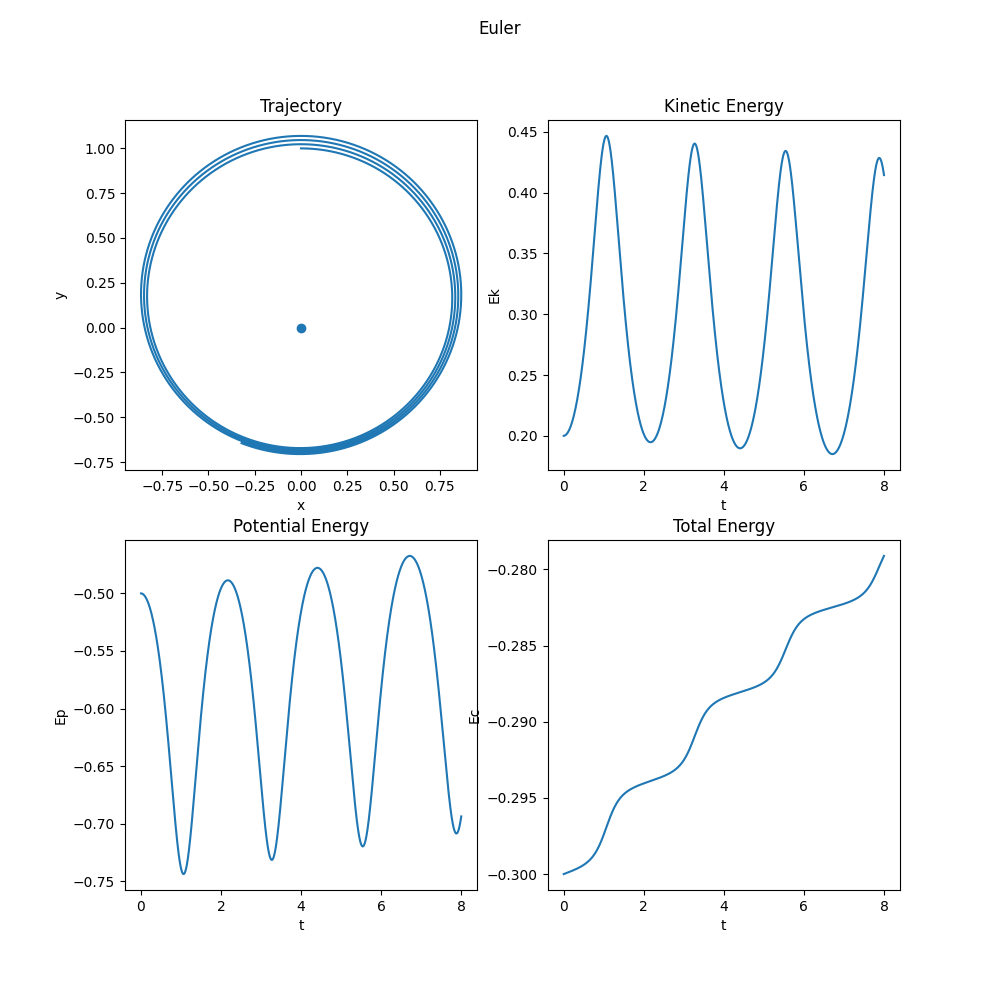 Euler
Trajectory
1.00
0.75
0.50
0.25
0.00
−0.25
−0.50
−0.75
y
−0.75 −0.50 −0.25 0.00 0.25 0.50 0.75
x
Kinetic Energy
0.45
0.40
0.35
0.30
0.25
0.20
Ek
0 2 4 6 8
t
Potential Energy
−0.50
−0.55
−0.60
−0.65
−0.70
−0.75
Ep
0 2 4 6 8
t
Total Energy
−0.280
−0.285
−0.290
−0.295
−0.300
Ec
0 2 4 6 8
t